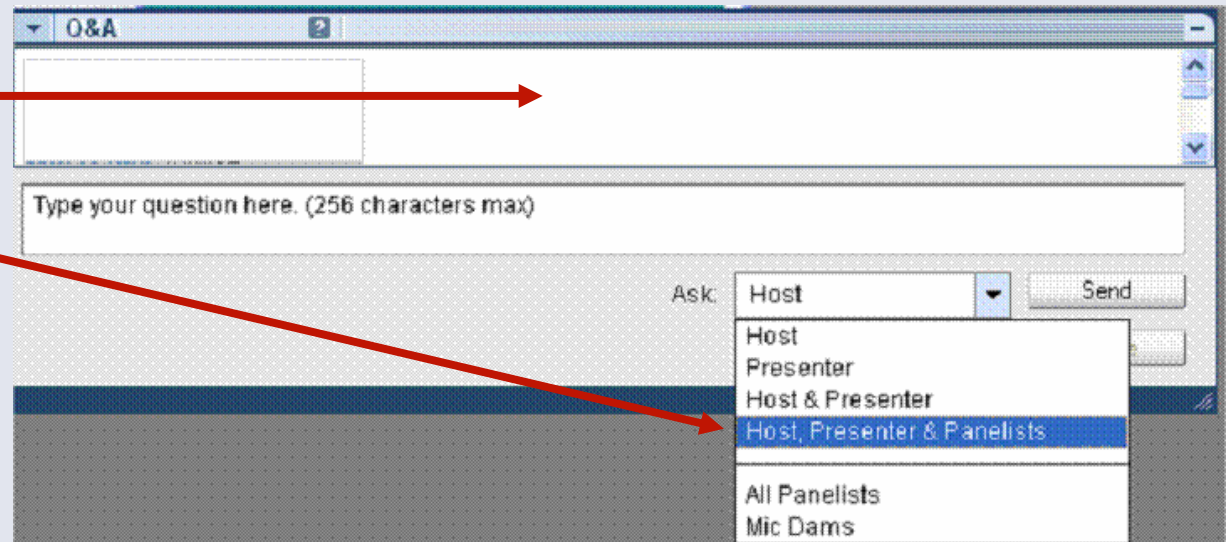 Q&A ?
Type your question here. (256 characters max)
Ask: Host Send
Host
Presenter
Host & Presenter
Host, Presenter & Panelists
All Panelists
Mic Dams